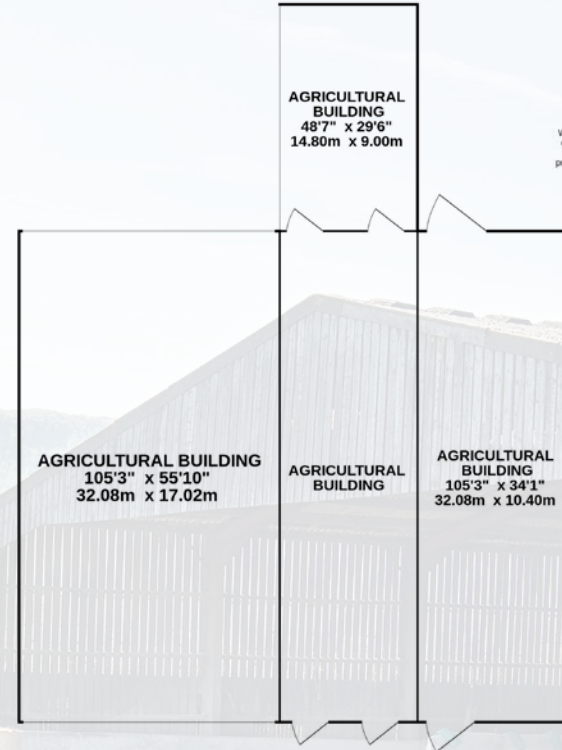 AGRICULTURAL
BUILDING
48'7" x 29'6"
14.80m x 9.00m
AGRICULTURAL BUILDING
105'3" x 55'10"
32.08m x 17.02m
AGRICULTURAL
BUILDING
AGRICULTURAL
BUILDING
105'3" x 34'1"
32.08m x 10.40m